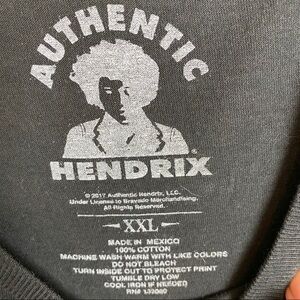 AUTHENTIC
HENDRIX
© 2017 Authentic Hendrix, LLC.
Under License to Bravado Merchandising.
All Rights Reserved.
XXL
MADE IN MEXICO
100% COTTON
MACHINE WASH WARM WITH LIKE COLORS
DO NOT BLEACH
TURN INSIDE OUT TO PROTECT PRINT
TUMBLE DRY LOW
COOL IRON IF NEEDED
RN#